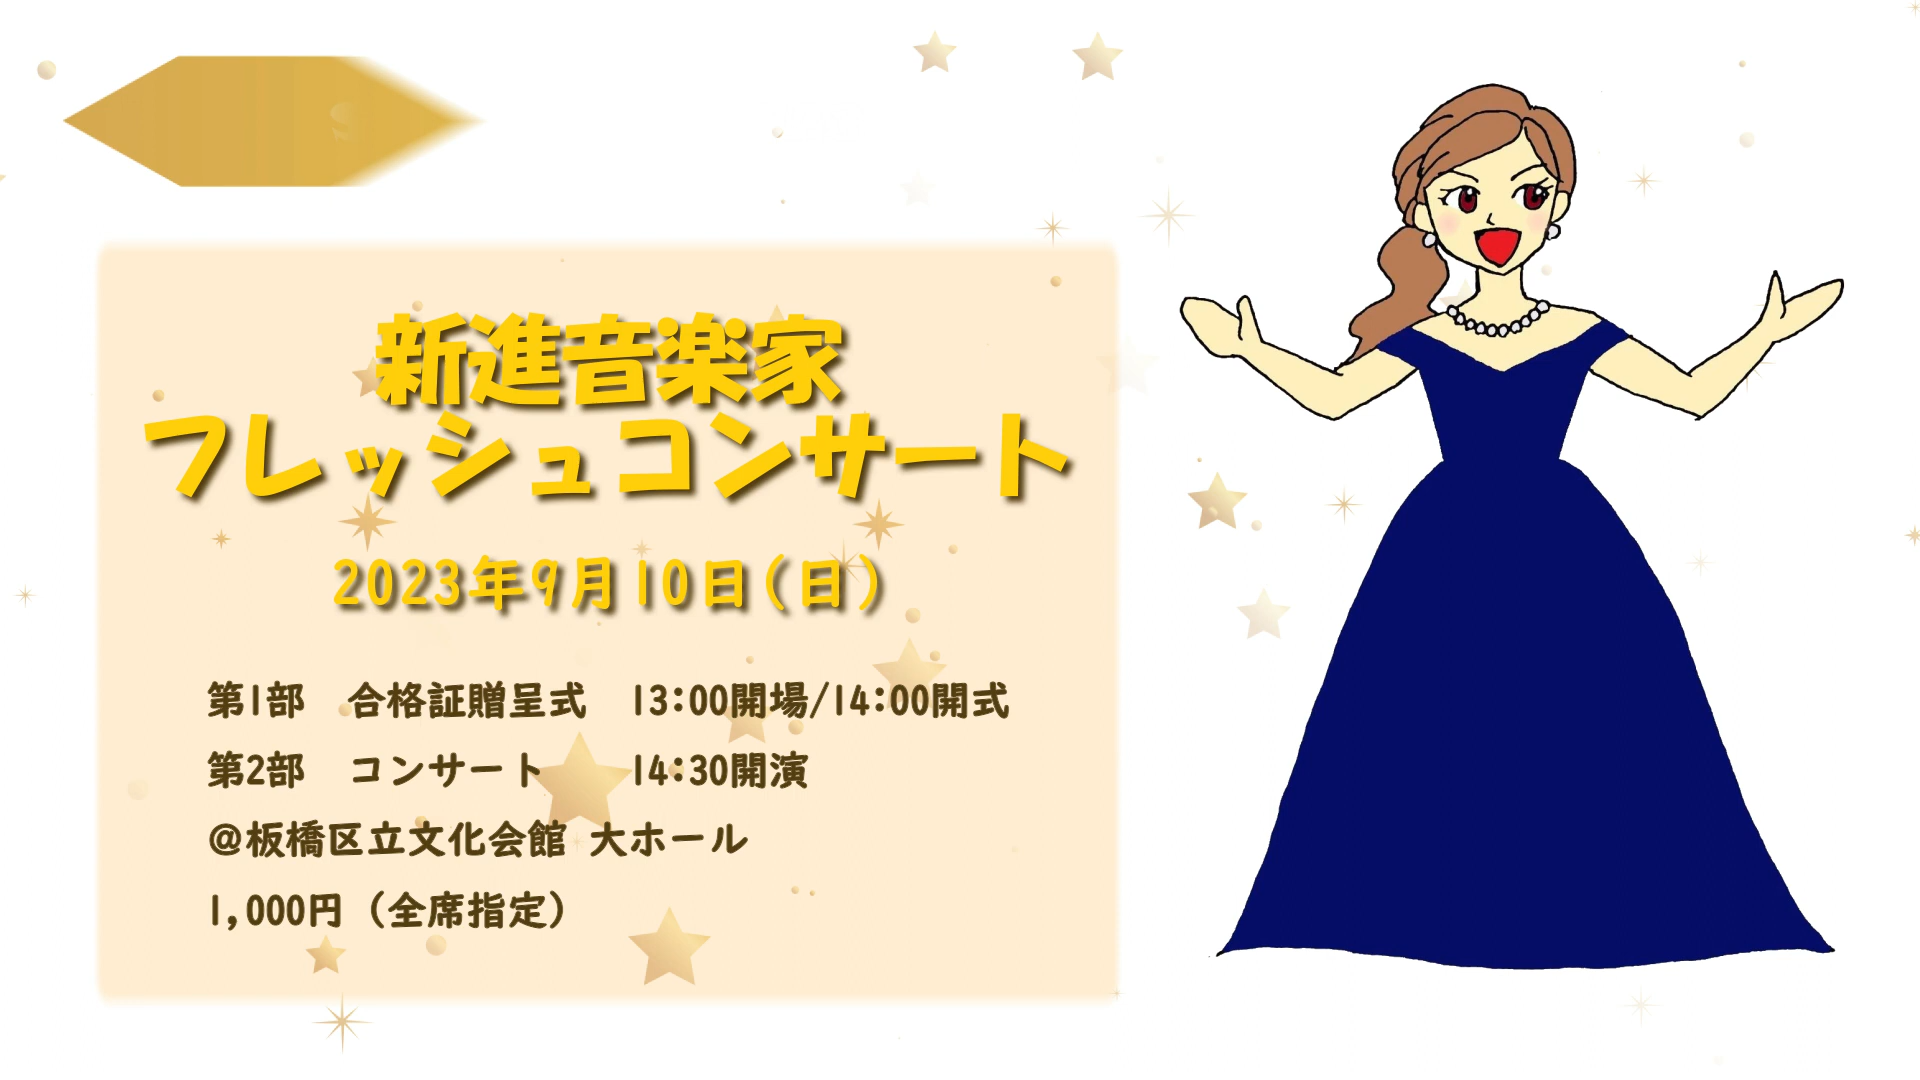 新進音楽家
フレッシュコンサート
2023年9月10日(日)
第1部　合格証贈呈式　13:00開場/14:00開式
第2部　コンサート　　14:30開演
@板橋区立文化会館 大ホール
1,000円 (全席指定)